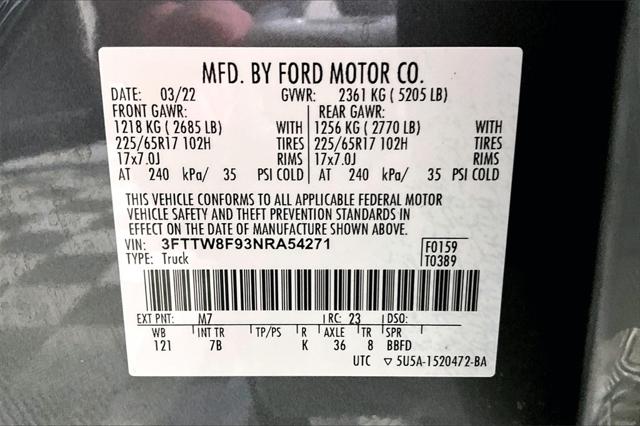 MFD. BY FORD MOTOR CO.
DATE: 03/22 GVWR: 2361 KG ( 5205 LB)
FRONT GAWR: REAR GAWR:
1218 KG ( 2685 LB) WITH 1256 KG ( 2770 LB) WITH
225/65R17 102H TIRES 225/65R17 102H TIRES
17x7.0J RIMS 17x7.0J RIMS
AT 240 kPa/ 35 PSI COLD AT 240 kPa/ 35 PSI COLD
THIS VEHICLE CONFORMS TO ALL APPLICABLE FEDERAL MOTOR
VEHICLE SAFETY AND THEFT PREVENTION STANDARDS IN
EFFECT ON THE DATE OF MANUFACTURE SHOWN ABOVE.
VIN: 3FTTW8F93NRA54271 F0159
TYPE: Truck T0389
EXT PNT: M7 RC: 23 DSO:
WB INT TR TP/PS R AXLE TR SPR
121 7B K 36 8 BBFD
UTC ▽ 5U5A-1520472-BA